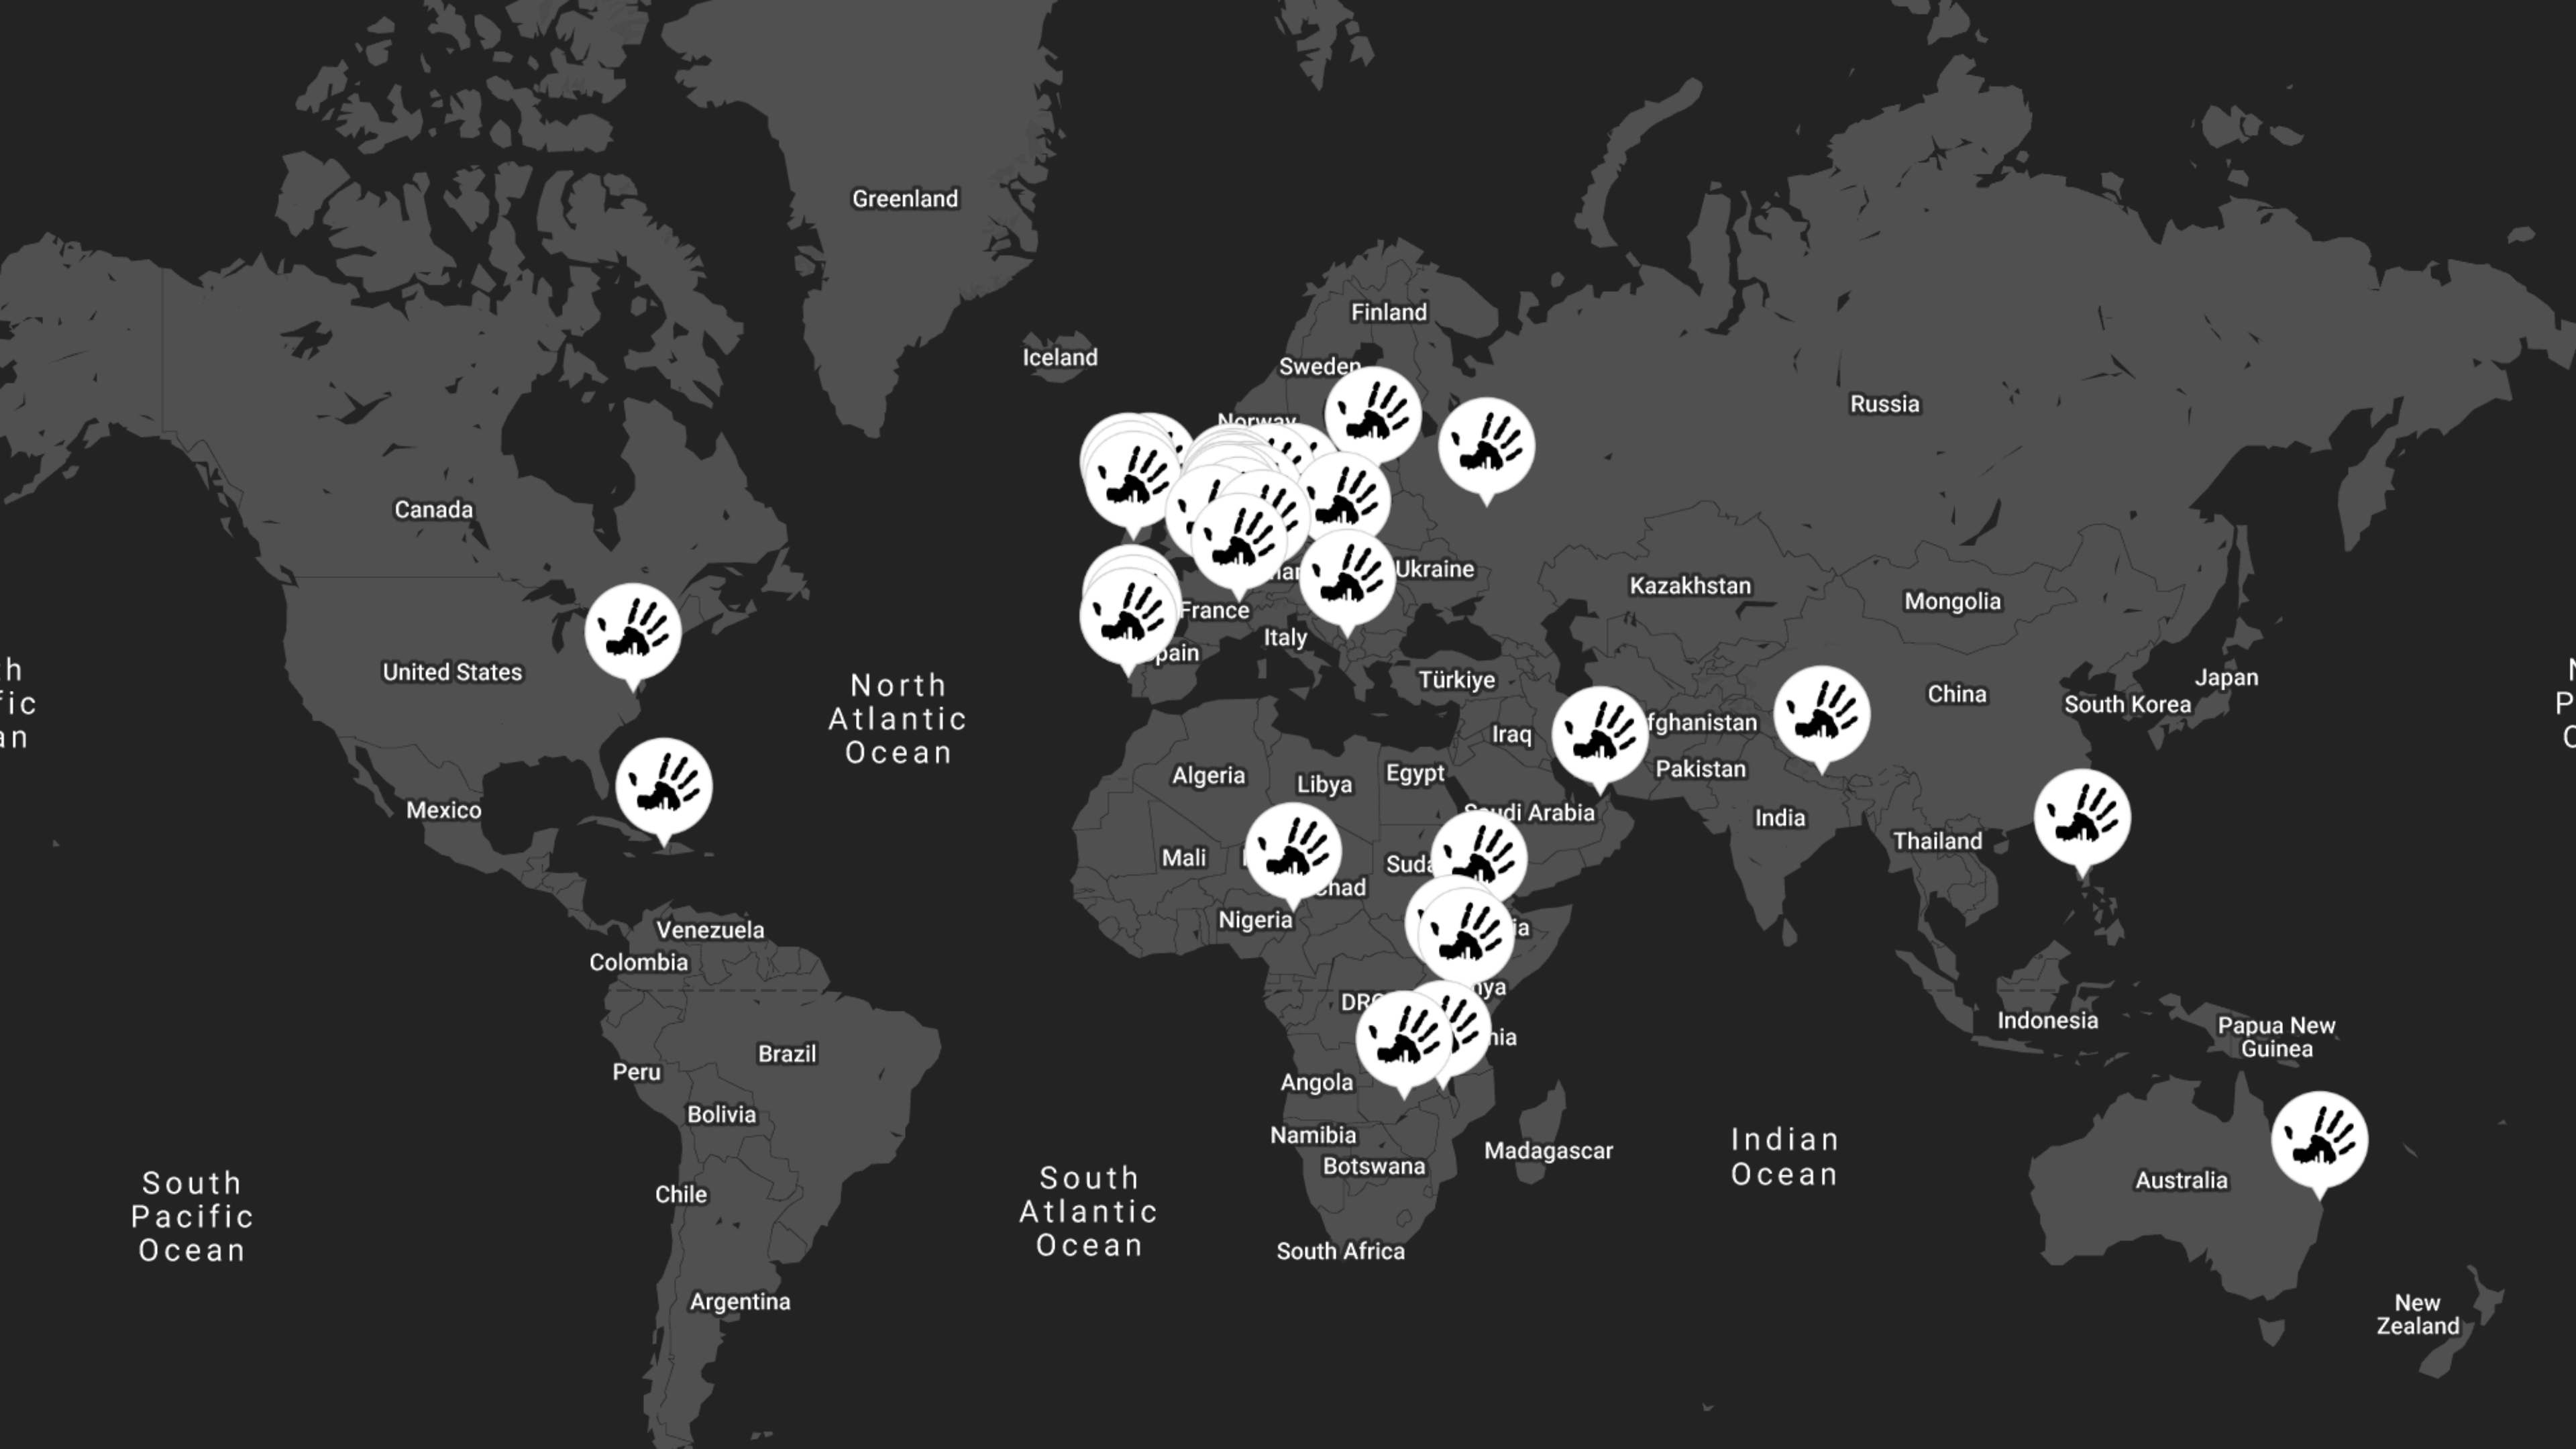 Greenland
Finland
Iceland
Sweden
Russia
Norway
Canada
Ukraine
Kazakhstan
Mongolia
France
Italy
United States
North
Atlantic
Ocean
Türkiye
Japan
China
South Korea
Iraq
Pakistan
Algeria
Libya
Egypt
Mexico
Saudi Arabia
India
Thailand
Mali
Nigeria
Venezuela
Colombia
Indonesia
Papua New
Guinea
Brazil
Peru
Angola
Bolivia
Namibia
Botswana
Madagascar
Indian
Ocean
Australia
Chile
South
Pacific
Ocean
South
Atlantic
Ocean
South Africa
Argentina
New
Zealand